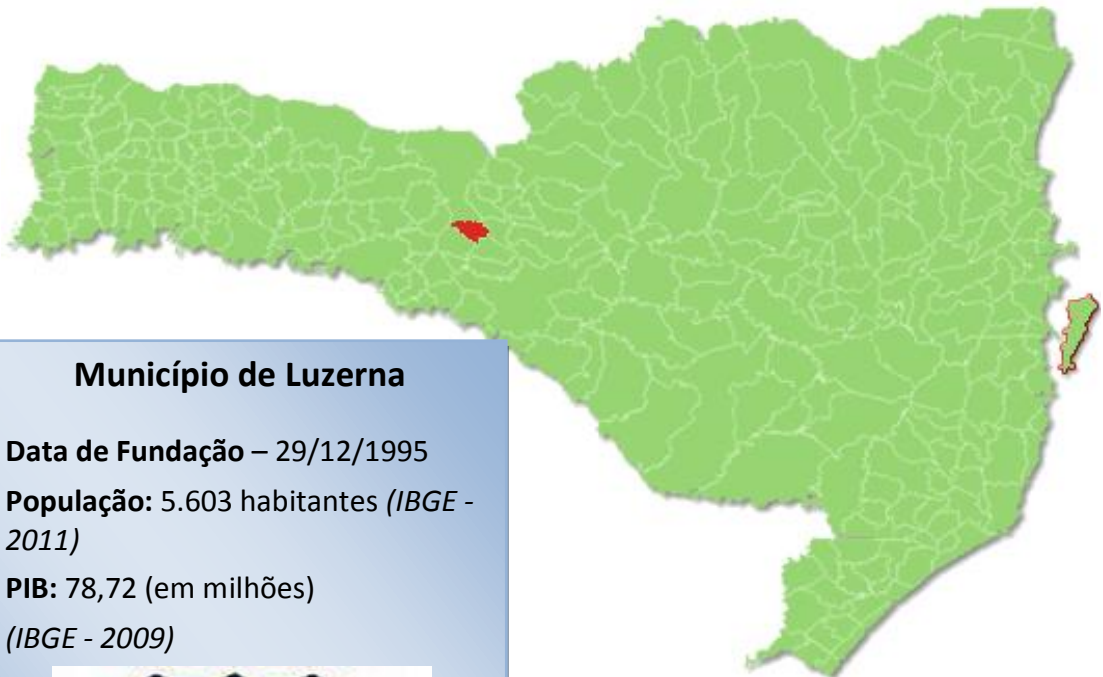 Município de Luzerna
Data de Fundação – 29/12/1995
População: 5.603 habitantes (IBGE -
2011)
PIB: 78,72 (em milhões)
(IBGE - 2009)